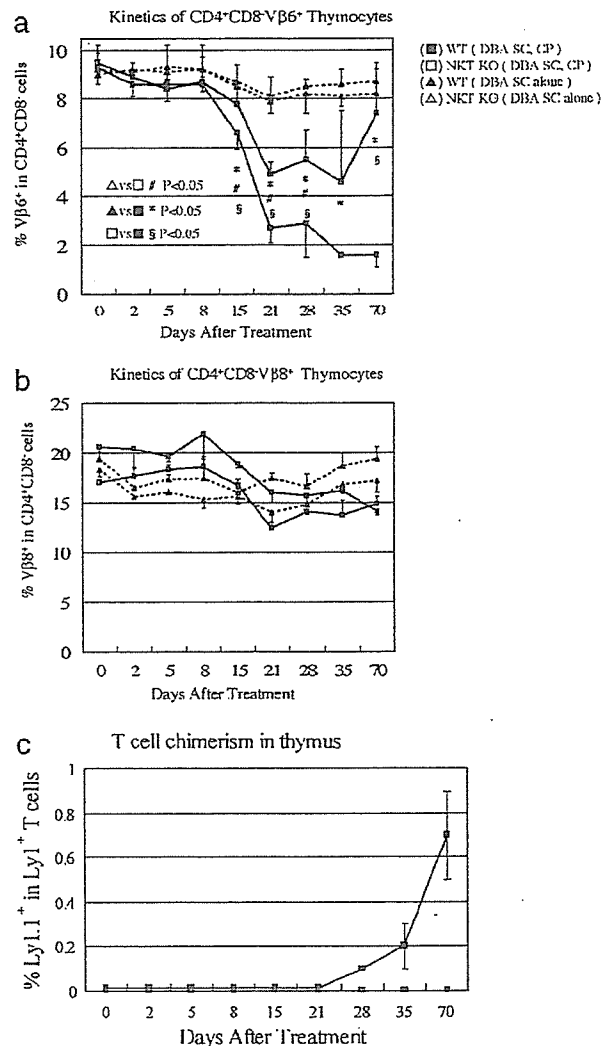 a
Kinetics of CD4+CD8-Vβ6+ Thymocytes
(■) WT ( DBA SC, CP )
(□) NKT KO ( DBA SC, CP )
(▲) WT ( DBA SC alone )
(△) NKT KO ( DBA SC alone )
% Vβ6+ in CD4+CD8- cells
10
8
6
4
2
0
△vs□ # P<0.05
▲vs■ * P<0.05
□vs■ § P<0.05
*
#
§
*
#
§
*
#
§
*
*
§
0 2 5 8 15 21 28 35 70
Days After Treatment
b
Kinetics of CD4+CD8-Vβ8+ Thymocytes
% Vβ8+ in CD4+CD8- cells
25
20
15
10
5
0
0 2 5 8 15 21 28 35 70
Days After Treatment
c
T cell chimerism in thymus
% Ly1.1+ in Ly1+ T cells
1
0.8
0.6
0.4
0.2
0
0 2 5 8 15 21 28 35 70
Days After Treatment